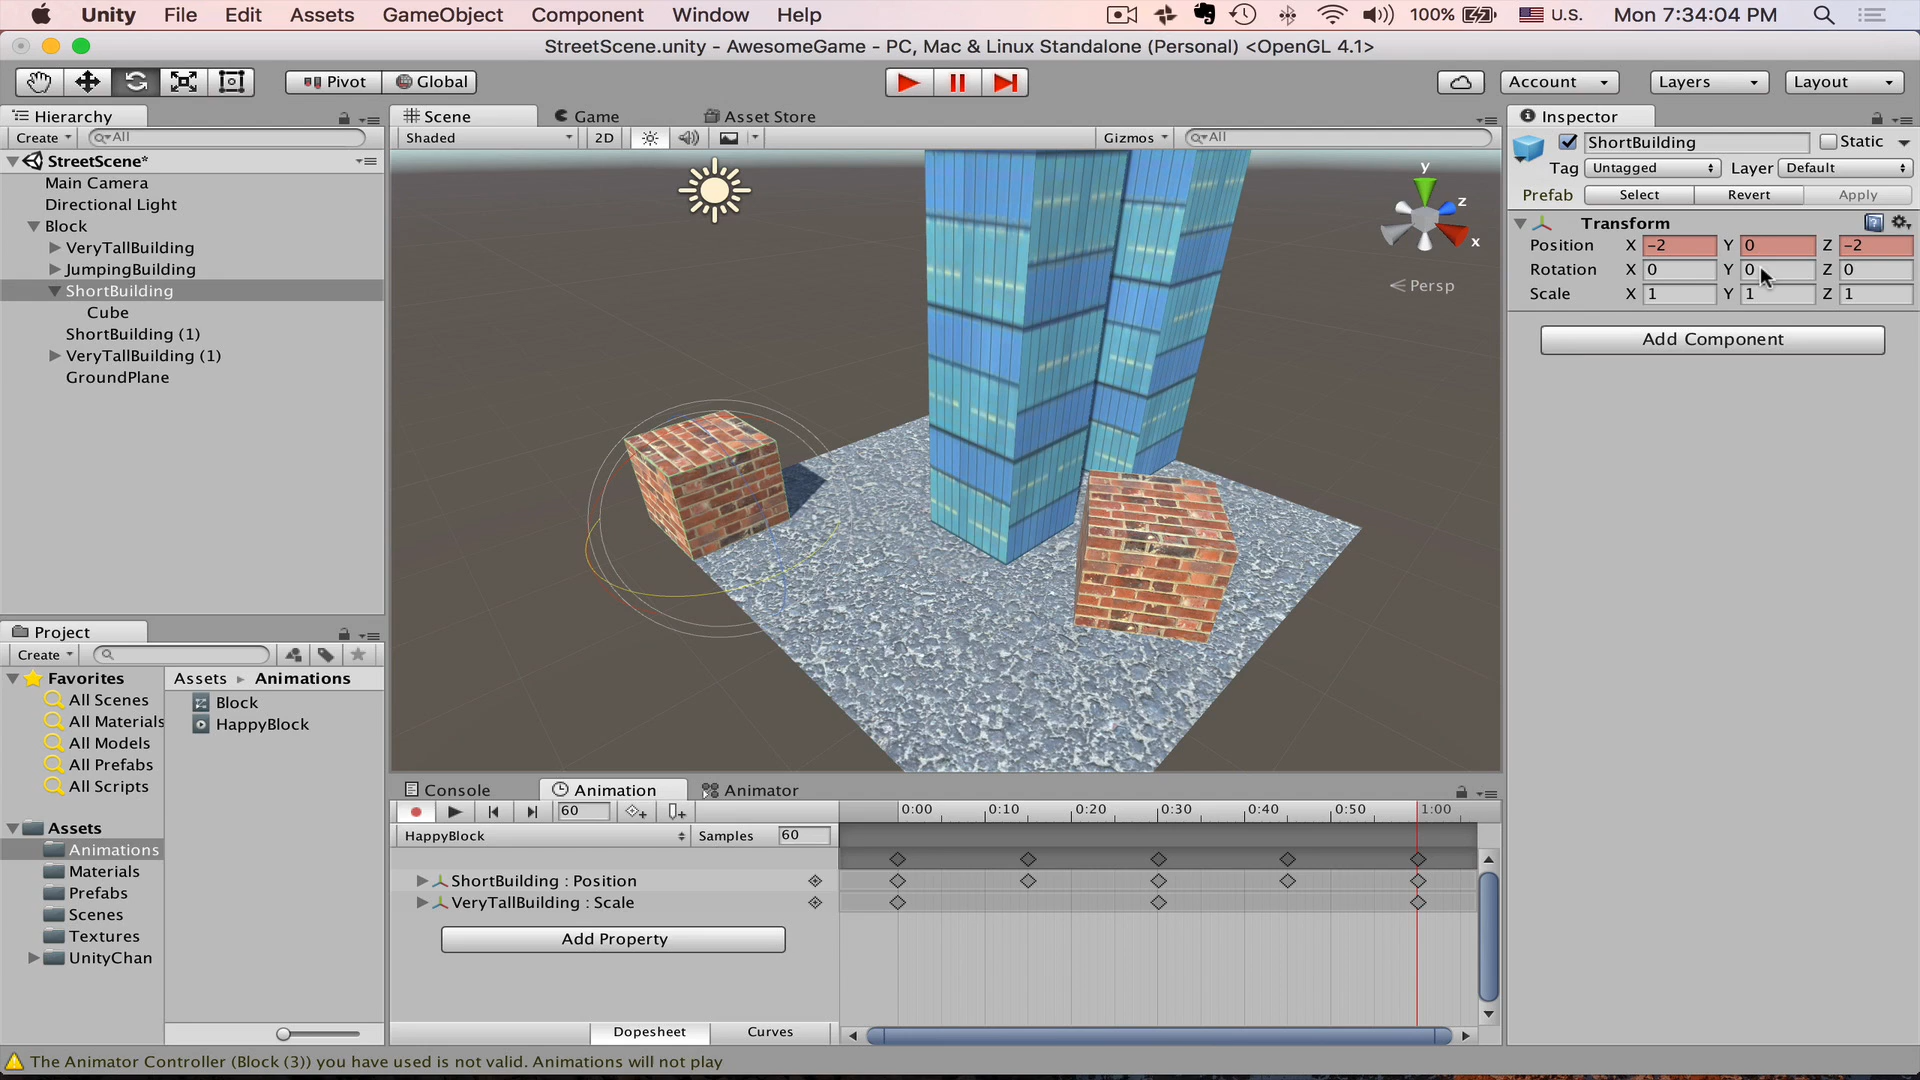 Unity File Edit Assets GameObject Component Window Help 100% U.S. Mon 7:34:04 PM
StreetScene.unity - AwesomeGame - PC, Mac & Linux Standalone (Personal) <OpenGL 4.1>
Pivot Global Account Layers Layout
Hierarchy
Create All
StreetScene*
Main Camera
Directional Light
Block
VeryTallBuilding
JumpingBuilding
ShortBuilding
Cube
ShortBuilding (1)
VeryTallBuilding (1)
GroundPlane
Scene Game Asset Store
Shaded 2D Gizmos All
y
z
x
Persp
Inspector
ShortBuilding Static
Tag Untagged Layer Default
Prefab Select Revert Apply
Transform
Position X -2 Y 0 Z -2
Rotation X 0 Y 0 Z 0
Scale X 1 Y 1 Z 1
Add Component
Project
Create
Favorites
All Scenes
All Materials
All Models
All Prefabs
All Scripts
Assets
Animations
Materials
Prefabs
Scenes
Textures
UnityChan
Assets Animations
Block
HappyBlock
Console Animation Animator
60 0:00 0:10 0:20 0:30 0:40 0:50 1:00
HappyBlock Samples 60
ShortBuilding : Position
VeryTallBuilding : Scale
Add Property
Dopesheet Curves
The Animator Controller (Block (3)) you have used is not valid. Animations will not play